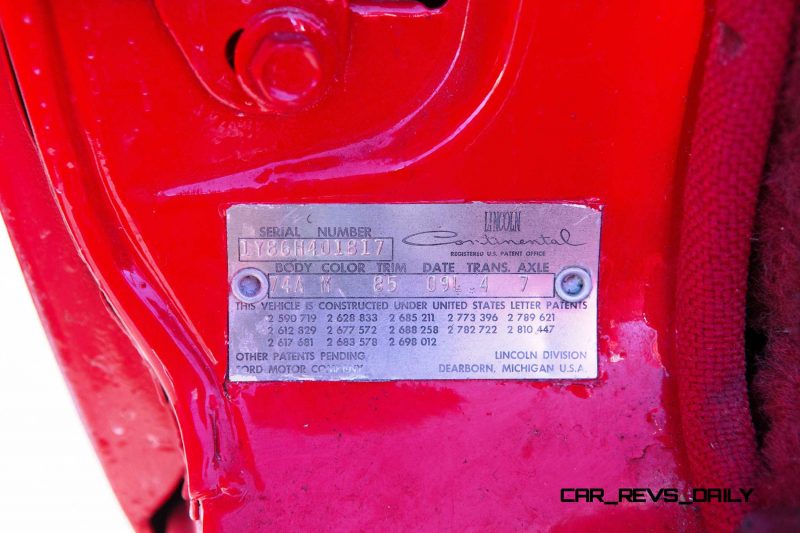 SERIAL NUMBER
1Y86H401817
LINCOLN
Continental
REGISTERED U.S. PATENT OFFICE
BODY COLOR TRIM DATE TRANS. AXLE
74A M 85 09L 4 7
THIS VEHICLE IS CONSTRUCTED UNDER UNITED STATES LETTER PATENTS
2 590 719 2 628 833 2 685 211 2 773 396 2 789 621
2 612 829 2 677 572 2 688 258 2 782 722 2 810 447
2 617 681 2 683 578 2 698 012
OTHER PATENTS PENDING
FORD MOTOR COMPANY
LINCOLN DIVISION
DEARBORN, MICHIGAN U.S.A.
CAR_REVS_DAILY